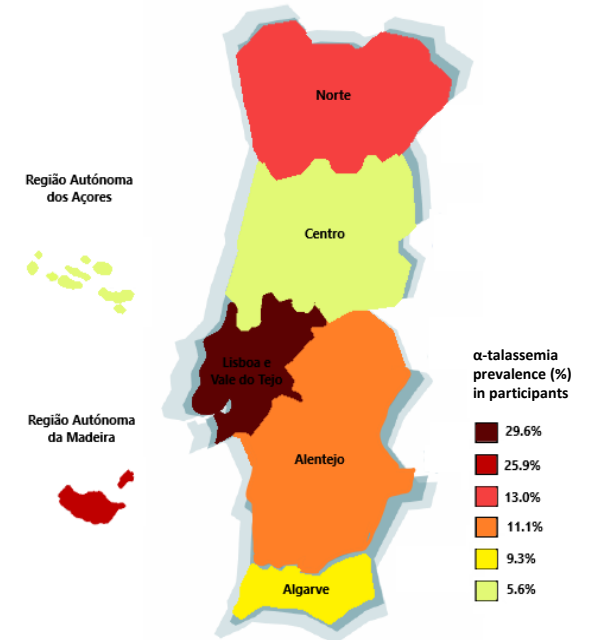 Norte
Região Autónoma
dos Açores
Centro
Lisboa e
Vale do Tejo
α-talassemia
prevalence (%)
in participants
Região Autónoma
da Madeira
29.6%
Alentejo
25.9%
13.0%
11.1%
9.3%
Algarve
5.6%